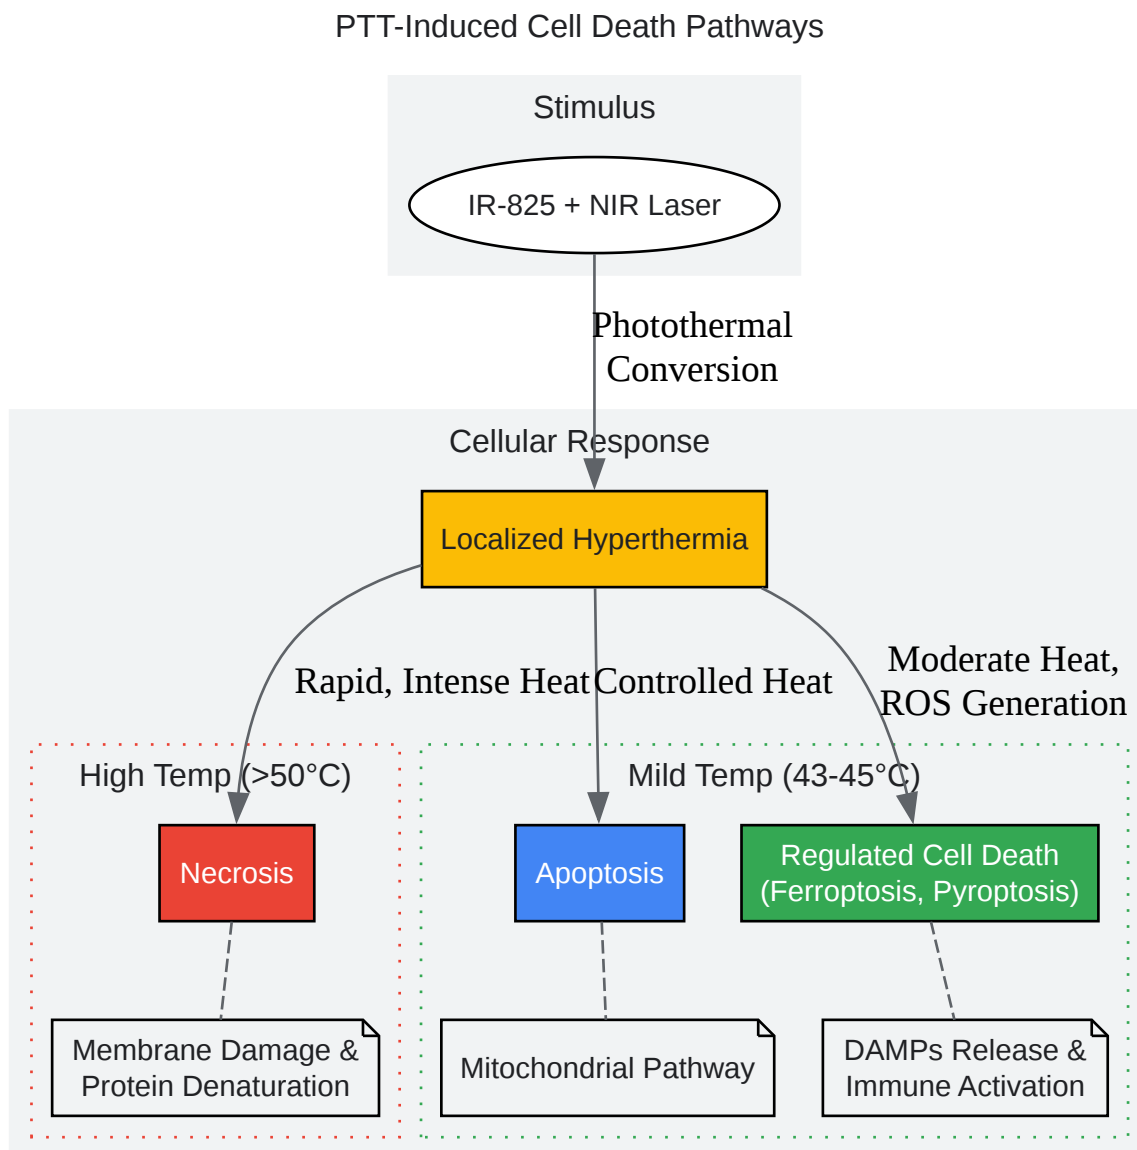 PTT-Induced Cell Death Pathways
Stimulus
IR-825 + NIR Laser
Photothermal
Conversion
Cellular Response
Localized Hyperthermia
Rapid, Intense Heat
Controlled Heat
Moderate Heat,
ROS Generation
High Temp (>50°C)
Mild Temp (43-45°C)
Necrosis
Apoptosis
Regulated Cell Death
(Ferroptosis, Pyroptosis)
Membrane Damage &
Protein Denaturation
Mitochondrial Pathway
DAMPs Release &
Immune Activation